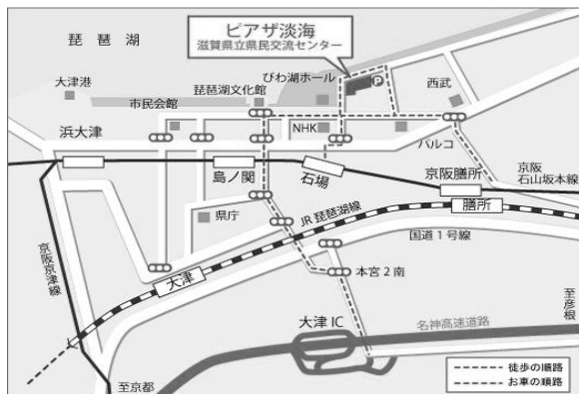 ピアザ淡海
滋賀県立県民交流センター
琵琶湖
大津港
琵琶湖文化館
びわ湖ホール
P
西武
市民会館
浜大津
NHK
パルコ
島ノ関
石場
京阪膳所
京阪
石山坂本線
県庁
JR琵琶湖線
膳所
国道1号線
京阪京津線
大津
本宮2南
至彦根
大津IC
名神高速道路
至京都
徒歩の順路
お車の順路